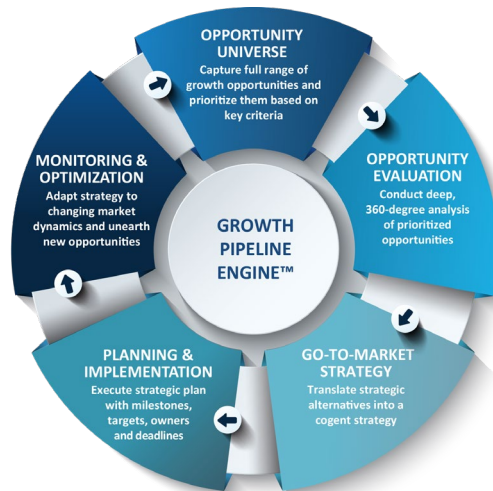 OPPORTUNITY
UNIVERSE
Capture full range of
growth opportunities and
prioritize them based on
key criteria
OPPORTUNITY
EVALUATION
Conduct deep,
360-degree analysis
of prioritized
opportunities
GO-TO-MARKET
STRATEGY
Translate strategic
alternatives into a
cogent strategy
PLANNING &
IMPLEMENTATION
Execute strategic plan
with milestones,
targets, owners
and deadlines
MONITORING &
OPTIMIZATION
Adapt strategy to
changing market
dynamics and unearth
new opportunities
GROWTH
PIPELINE
ENGINE™